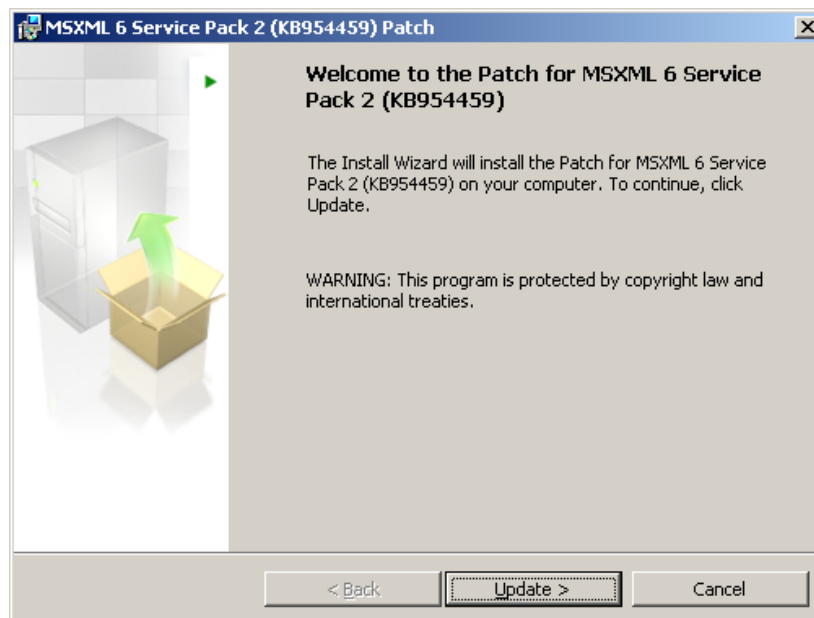 MSXML 6 Service Pack 2 (KB954459) Patch
Welcome to the Patch for MSXML 6 Service
Pack 2 (KB954459)
The Install Wizard will install the Patch for MSXML 6 Service
Pack 2 (KB954459) on your computer. To continue, click
Update.
WARNING: This program is protected by copyright law and
international treaties.
< Back
Update >
Cancel